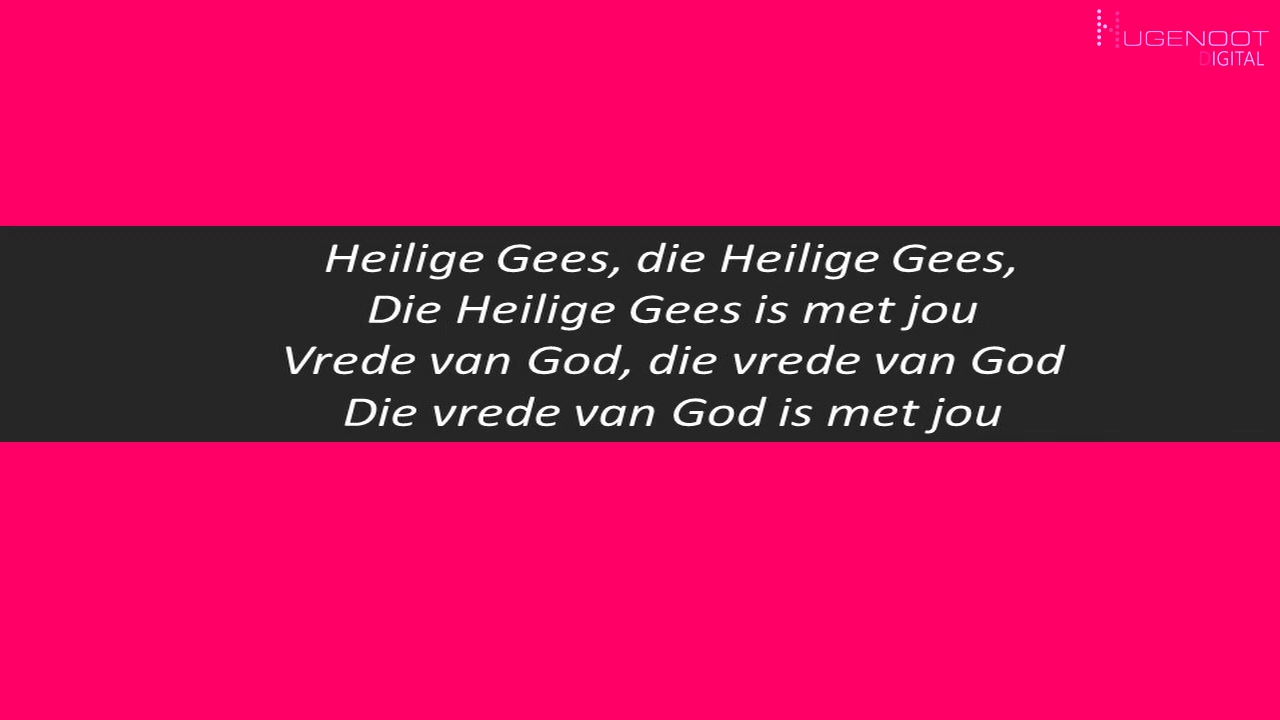 HUGENOOT
DIGITAL
Heilige Gees, die Heilige Gees,
Die Heilige Gees is met jou
Vrede van God, die vrede van God
Die vrede van God is met jou